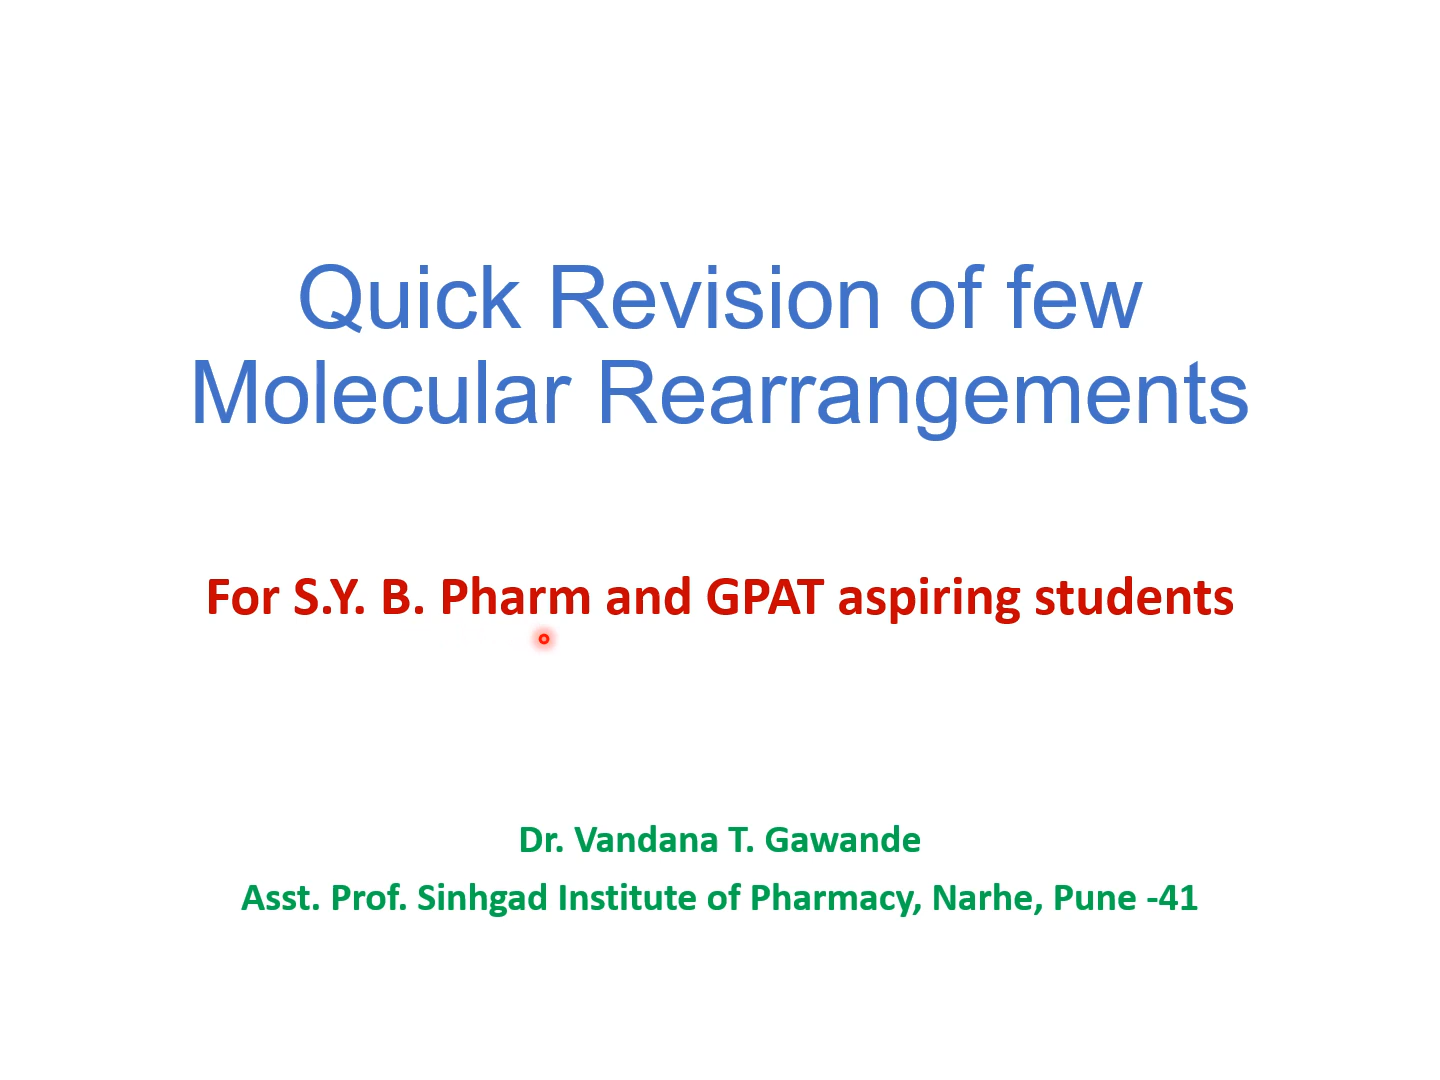 Quick Revision of few
Molecular Rearrangements
For S.Y. B. Pharm and GPAT aspiring students
Dr. Vandana T. Gawande
Asst. Prof. Sinhgad Institute of Pharmacy, Narhe, Pune -41